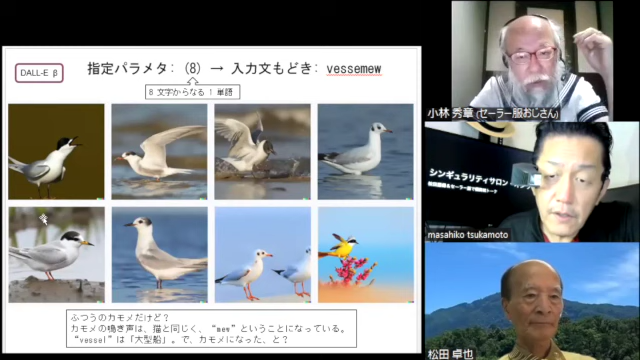 DALL-E β
指定パラメタ: (8) → 入力文もどき: vessemew
8 文字からなる 1 単語
ふつうのカモメだけど?
カモメの鳴き声は、猫と同じく、“mew”ということになっている。
“vessel”は「大型船」。で、カモメになった、と?
小林 秀章 (セーラー服おじさん)
シンギュラリティサロン
masahiko tsukamoto
松田 卓也